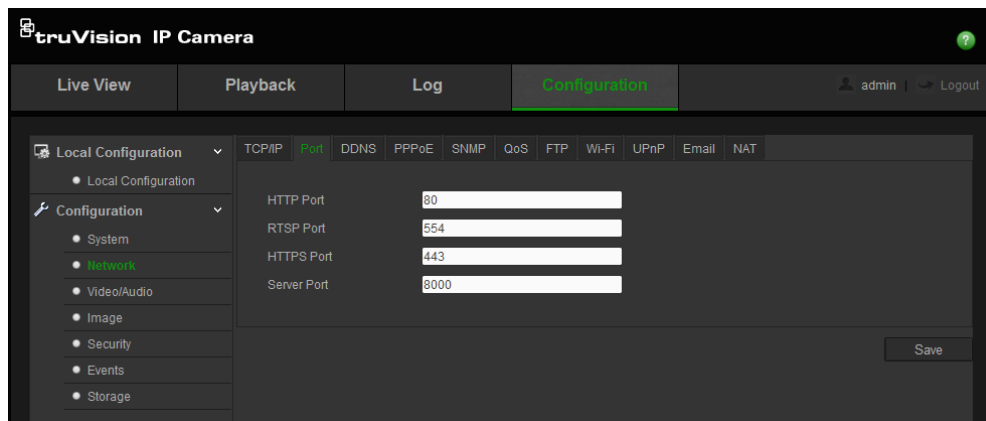 truVision IP Camera
?
Live View Playback Log Configuration admin | Logout
Local Configuration
Local Configuration
Configuration
System
Network
Video/Audio
Image
Security
Events
Storage
TCP/IP Port DDNS PPPoE SNMP QoS FTP Wi-Fi UPnP Email NAT
HTTP Port 80
RTSP Port 554
HTTPS Port 443
Server Port 8000
Save